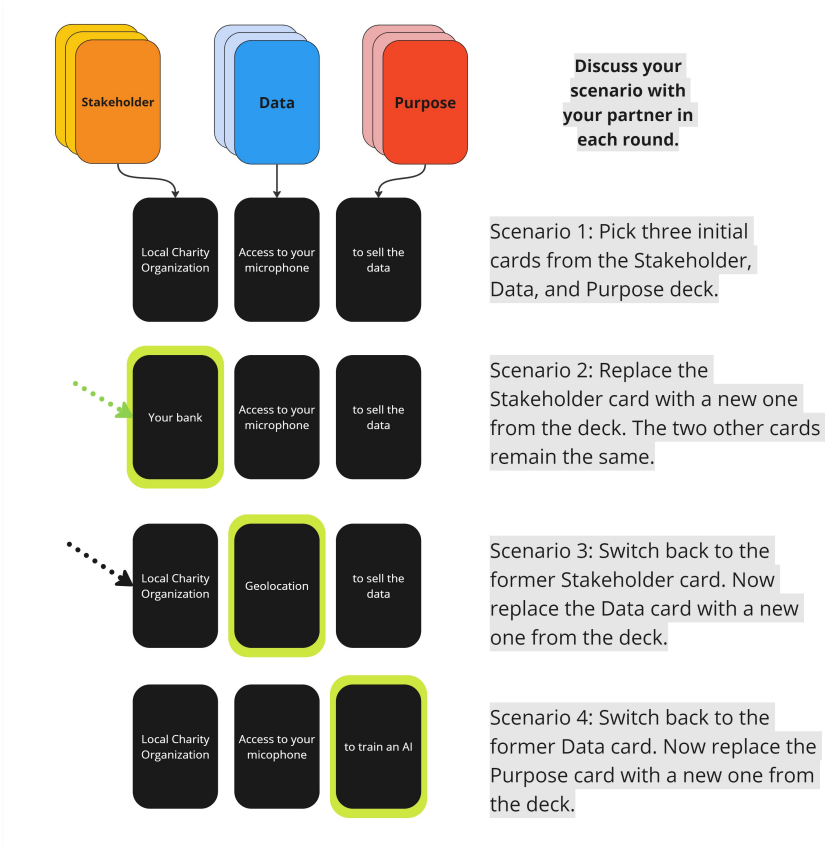 Stakeholder
Data
Purpose
Discuss your
scenario with
your partner in
each round.
Local Charity
Organization
Access to your
microphone
to sell the
data
Scenario 1: Pick three initial
cards from the Stakeholder,
Data, and Purpose deck.
Your bank
Access to your
microphone
to sell the
data
Scenario 2: Replace the
Stakeholder card with a new one
from the deck. The two other cards
remain the same.
Local Charity
Organization
Geolocation
to sell the
data
Scenario 3: Switch back to the
former Stakeholder card. Now
replace the Data card with a new
one from the deck.
Local Charity
Organization
Access to your
micophone
to train an AI
Scenario 4: Switch back to the
former Data card. Now replace the
Purpose card with a new one from
the deck.